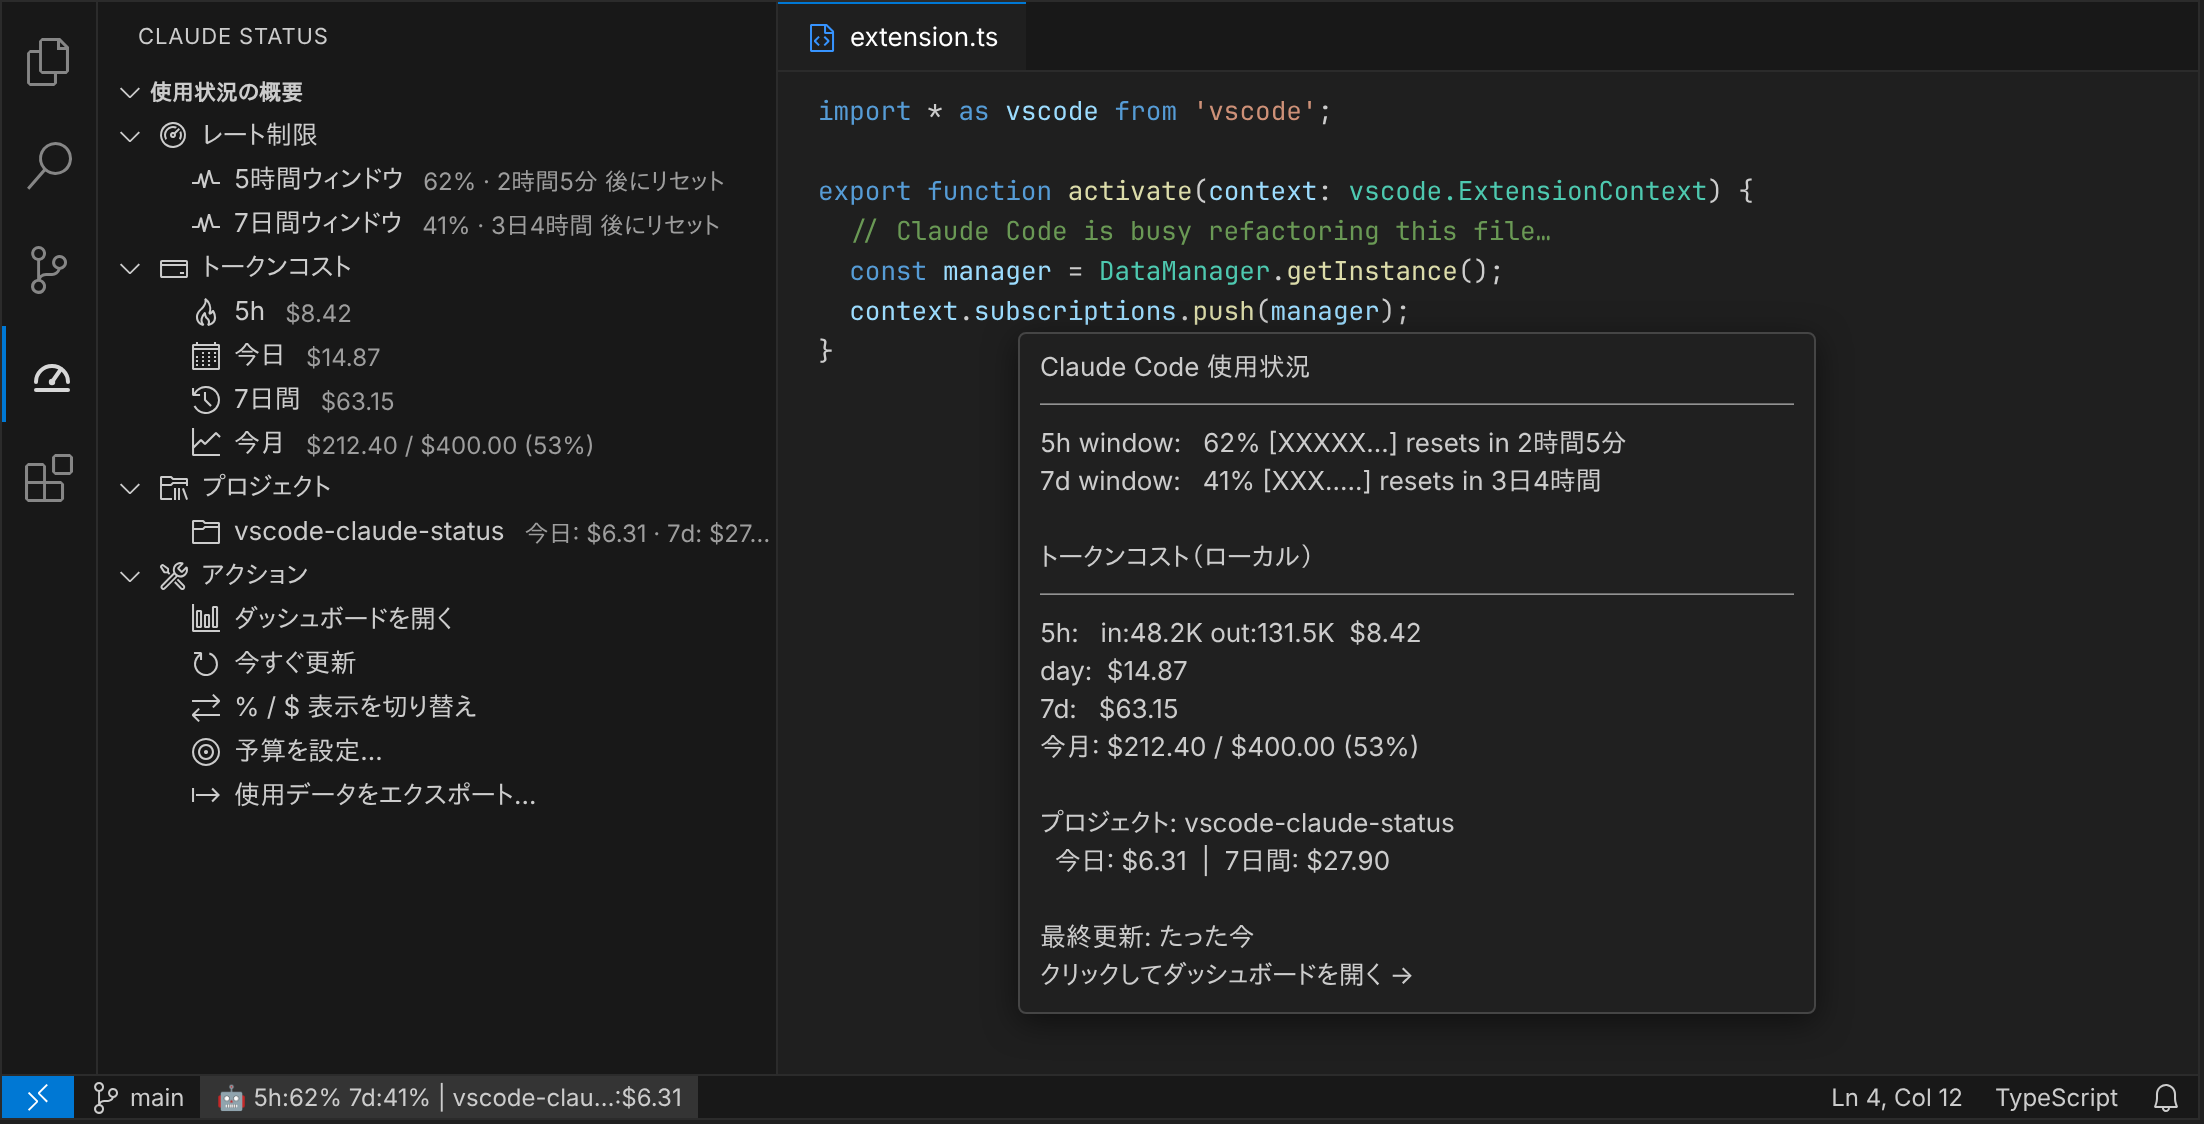 CLAUDE STATUS
使用状況の概要
レート制限
5時間ウィンドウ 62% · 2時間5分 後にリセット
7日間ウィンドウ 41% · 3日4時間 後にリセット
トークンコスト
5h $8.42
今日 $14.87
7日間 $63.15
今月 $212.40 / $400.00 (53%)
プロジェクト
vscode-claude-status 今日: $6.31 · 7d: $27...
アクション
ダッシュボードを開く
今すぐ更新
% / $ 表示を切り替え
予算を設定...
使用データをエクスポート...
extension.ts
import * as vscode from 'vscode';
export function activate(context: vscode.ExtensionContext) {
// Claude Code is busy refactoring this file…
const manager = DataManager.getInstance();
context.subscriptions.push(manager);
}
Claude Code 使用状況
5h window: 62% [XXXXX...] resets in 2時間5分
7d window: 41% [XXX.....] resets in 3日4時間
トークンコスト（ローカル）
5h: in:48.2K out:131.5K $8.42
day: $14.87
7d: $63.15
今月: $212.40 / $400.00 (53%)
プロジェクト: vscode-claude-status
今日: $6.31 | 7日間: $27.90
最終更新: たった今
クリックしてダッシュボードを開く →
main
🤖 5h:62% 7d:41% | vscode-clau...:$6.31
Ln 4, Col 12
TypeScript